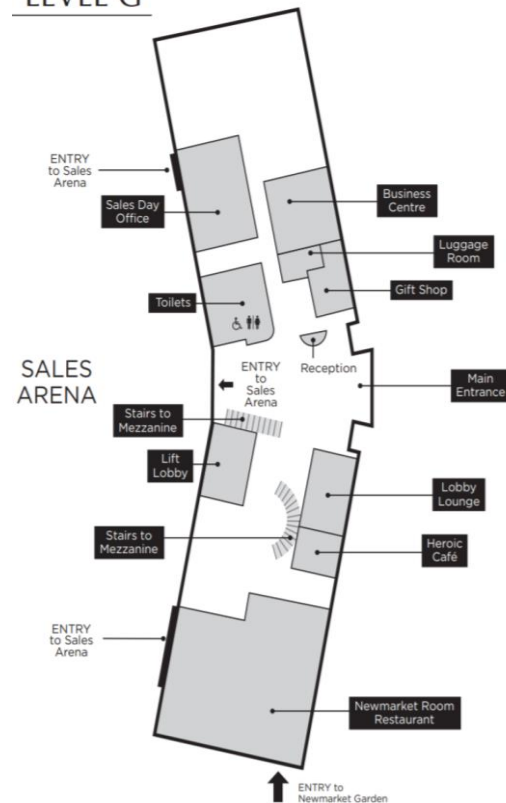 LEVEL G
ENTRY
to Sales
Arena
Sales Day
Office
Business
Centre
Luggage
Room
Toilets
Gift Shop
Reception
SALES
ARENA
ENTRY
to
Sales
Arena
Main
Entrance
Stairs to
Mezzanine
Lift
Lobby
Lobby
Lounge
Stairs to
Mezzanine
Heroic
Café
ENTRY
to Sales
Arena
Newmarket Room
Restaurant
ENTRY to
Newmarket Garden